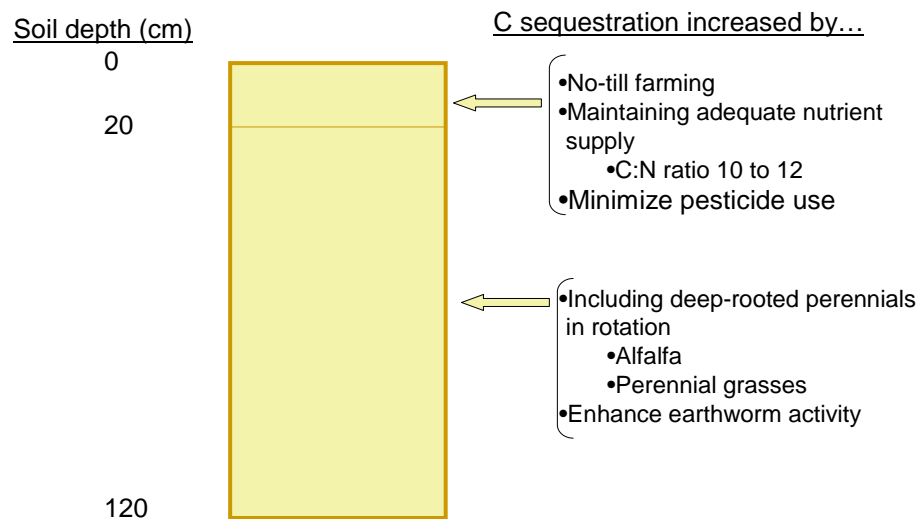 Soil depth (cm)
C sequestration increased by…
0
20
120
•No-till farming
•Maintaining adequate nutrient
supply
•C:N ratio 10 to 12
•Minimize pesticide use
•Including deep-rooted perennials
in rotation
•Alfalfa
•Perennial grasses
•Enhance earthworm activity